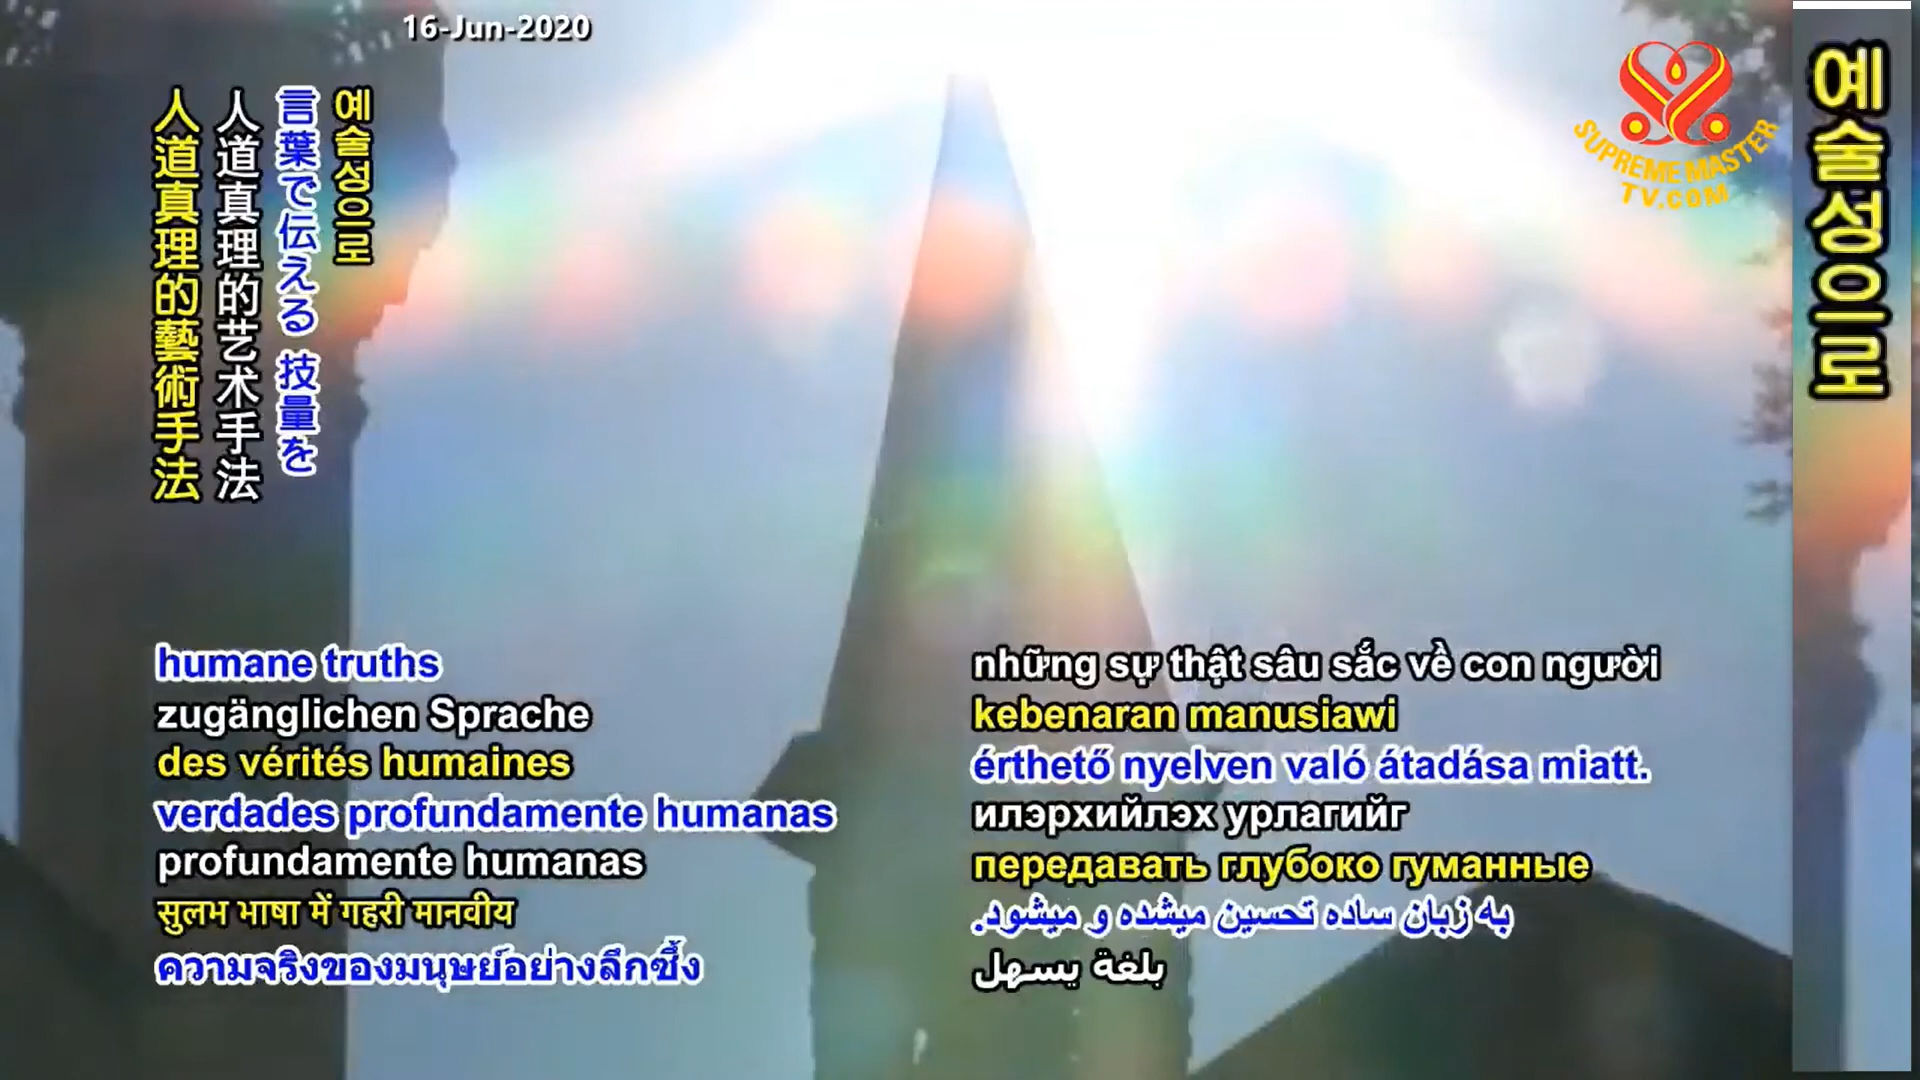 16-Jun-2020
SUPREME MASTER
TV.COM
예술성으로
예술성으로
言葉で伝える 技量を
人道真理的艺术手法
人道真理的藝術手法
humane truths
zugänglichen Sprache
des vérités humaines
verdades profundamente humanas
profundamente humanas
सुलभ भाषा में गहरी मानवीय
ความจริงของมนุษย์อย่างลึกซึ้ง
những sự thật sâu sắc về con người
kebenaran manusiawi
érthető nyelven való átadása miatt.
илэрхийлэх урлагийг
передавать глубоко гуманные
به زبان ساده تحسین میشده و میشود.
بلغة يسهل